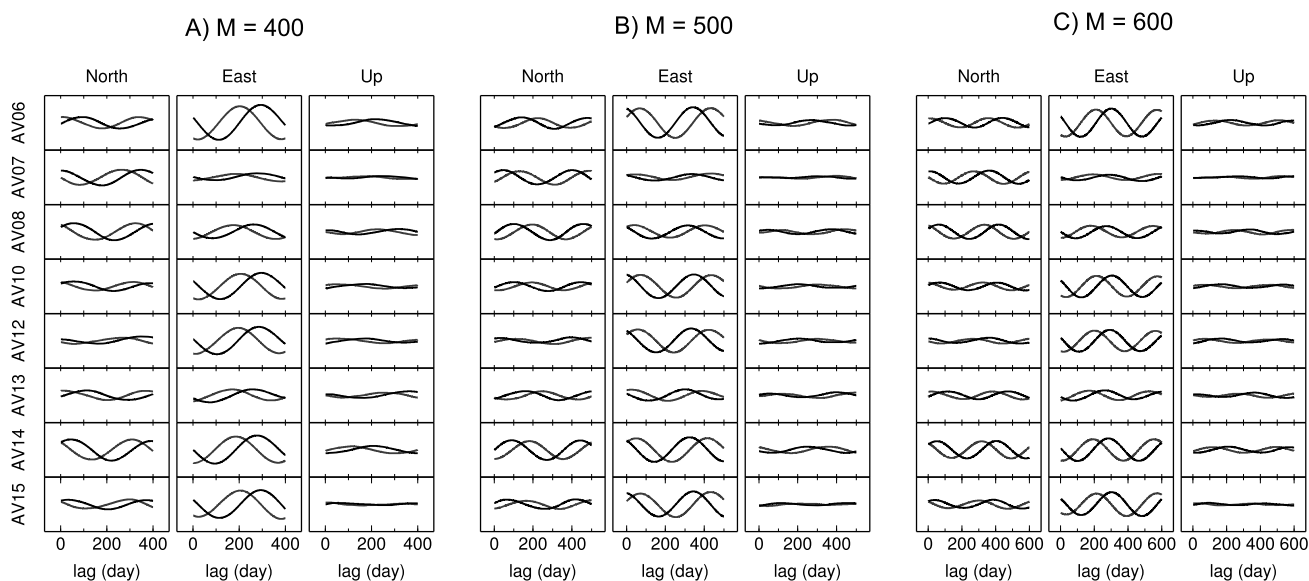 A) M = 400 B) M = 500 C) M = 600
North East Up North East Up North East Up
AV06
AV07
AV08
AV10
AV12
AV13
AV14
AV15
0 200 400 0 200 400 0 200 400 0 200 400 0 200 400 0 200 400 0 200 400 600 0 200 400 600 0 200 400 600
lag (day) lag (day) lag (day) lag (day) lag (day) lag (day) lag (day) lag (day) lag (day)